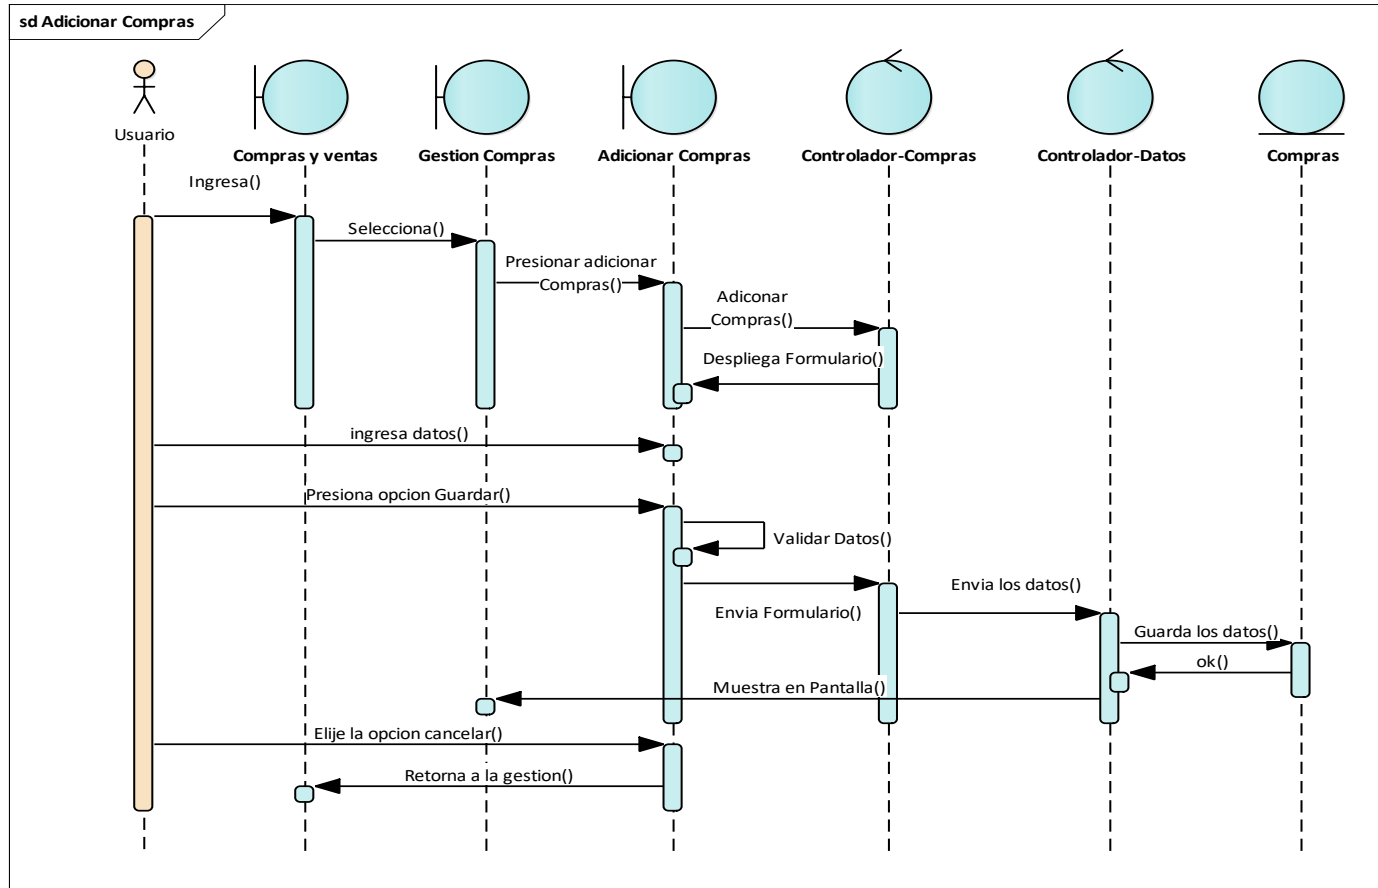 sd Adicionar Compras
Usuario
Compras y ventas
Gestion Compras
Adicionar Compras
Controlador-Compras
Controlador-Datos
Compras
Ingresa()
Selecciona()
Presionar adicionar
Compras()
Adiconar
Compras()
Despliega Formulario()
ingresa datos()
Presiona opcion Guardar()
Validar Datos()
Envia Formulario()
Envia los datos()
Guarda los datos()
ok()
Muestra en Pantalla()
Elije la opcion cancelar()
Retorna a la gestion()